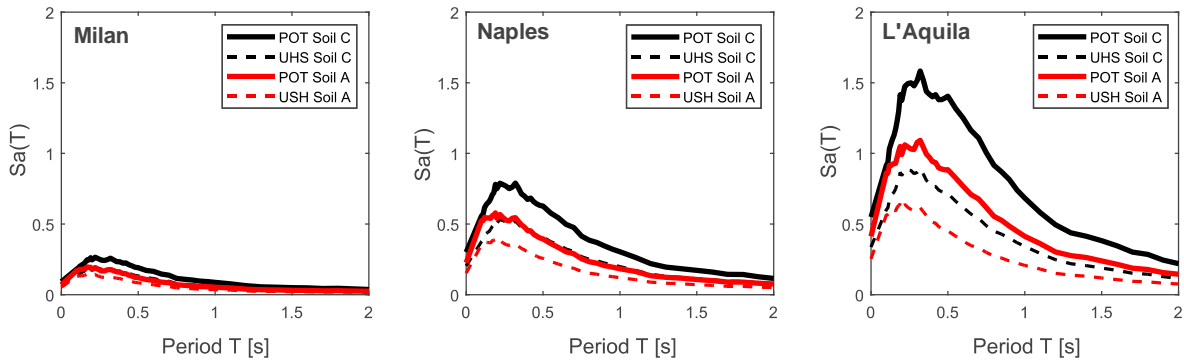 Milan
POT Soil C
UHS Soil C
POT Soil A
USH Soil A
Sa(T)
2
1.5
1
0.5
0
0 0.5 1 1.5 2
Period T [s]
Naples
POT Soil C
UHS Soil C
POT Soil A
USH Soil A
Sa(T)
2
1.5
1
0.5
0
0 0.5 1 1.5 2
Period T [s]
L'Aquila
POT Soil C
UHS Soil C
POT Soil A
USH Soil A
Sa(T)
2
1.5
1
0.5
0
0 0.5 1 1.5 2
Period T [s]